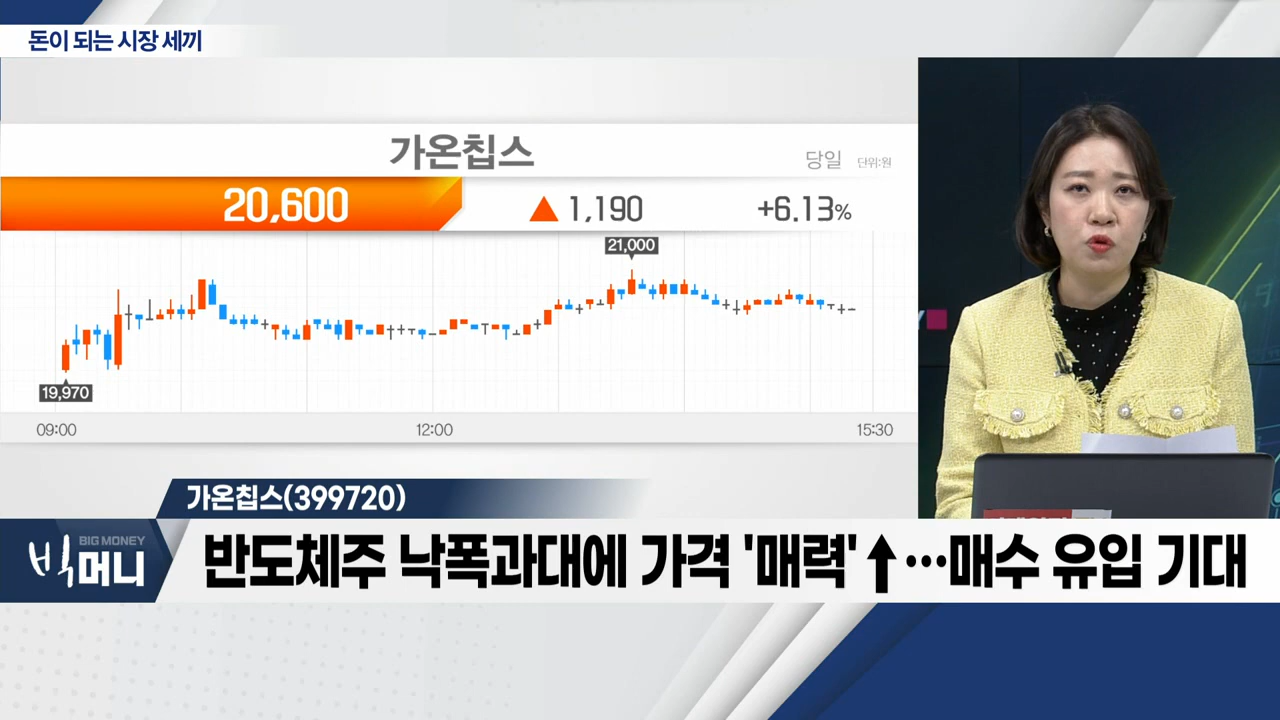 돈이 되는 시장 세끼
가온칩스
당일 단위:원
20,600 ▲ 1,190 +6.13%
21,000
19,970
09:00 12:00 15:30
가온칩스(399720)
BIG MONEY
빅머니
반도체주 낙폭과대에 가격 '매력'↑…매수 유입 기대